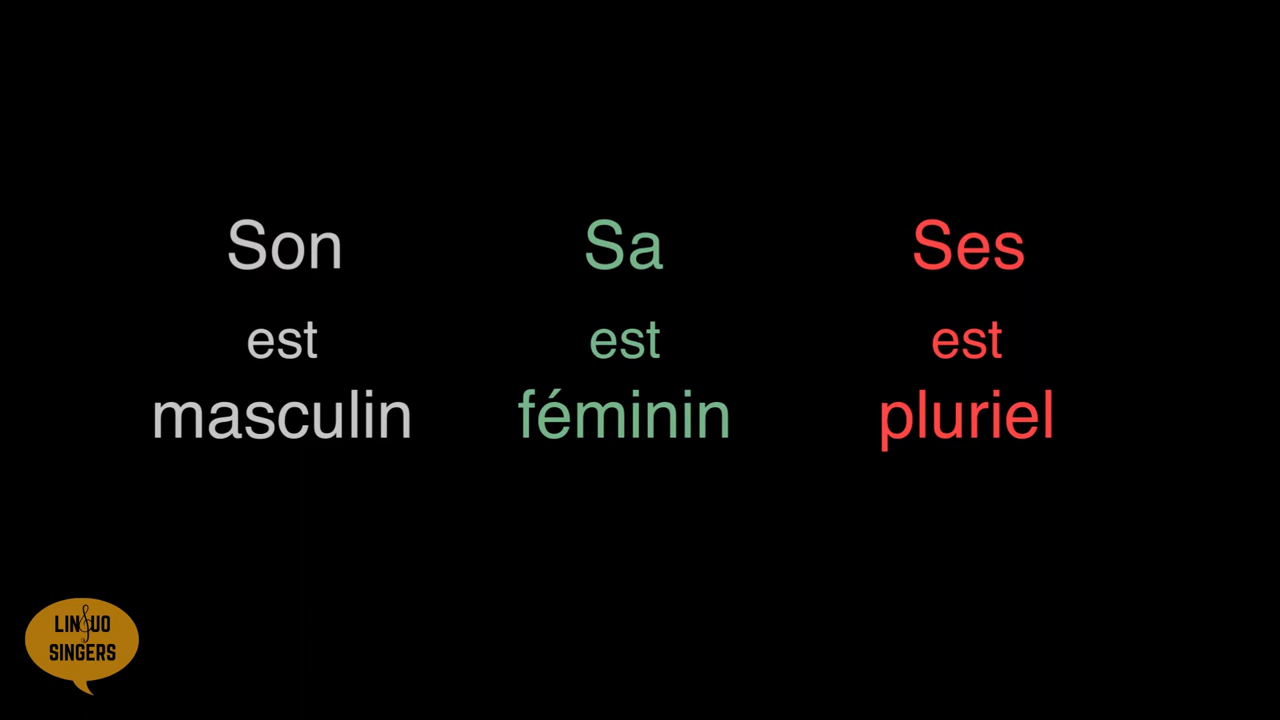 Son Sa Ses
est est est
masculin féminin pluriel
LINGUO
SINGERS